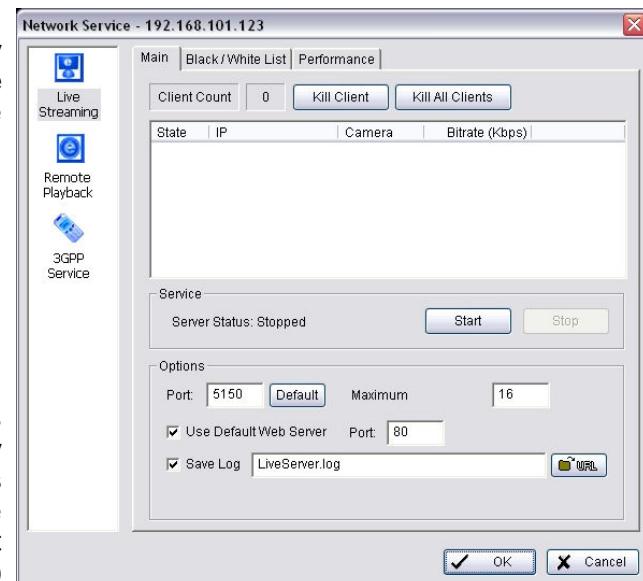 Network Service - 192.168.101.123
Live
Streaming
Remote
Playback
3GPP
Service
Main Black / White List Performance
Client Count 0 Kill Client Kill All Clients
State IP Camera Bitrate (Kbps)
Service
Server Status: Stopped Start Stop
Options
Port: 5150 Default Maximum 16
Use Default Web Server Port: 80
Save Log LiveServer.log URL
OK Cancel